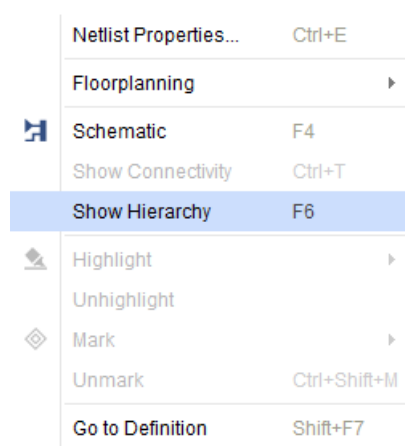 Netlist Properties... Ctrl+E
Floorplanning
Schematic F4
Show Connectivity Ctrl+T
Show Hierarchy F6
Highlight
Unhighlight
Mark
Unmark Ctrl+Shift+M
Go to Definition Shift+F7